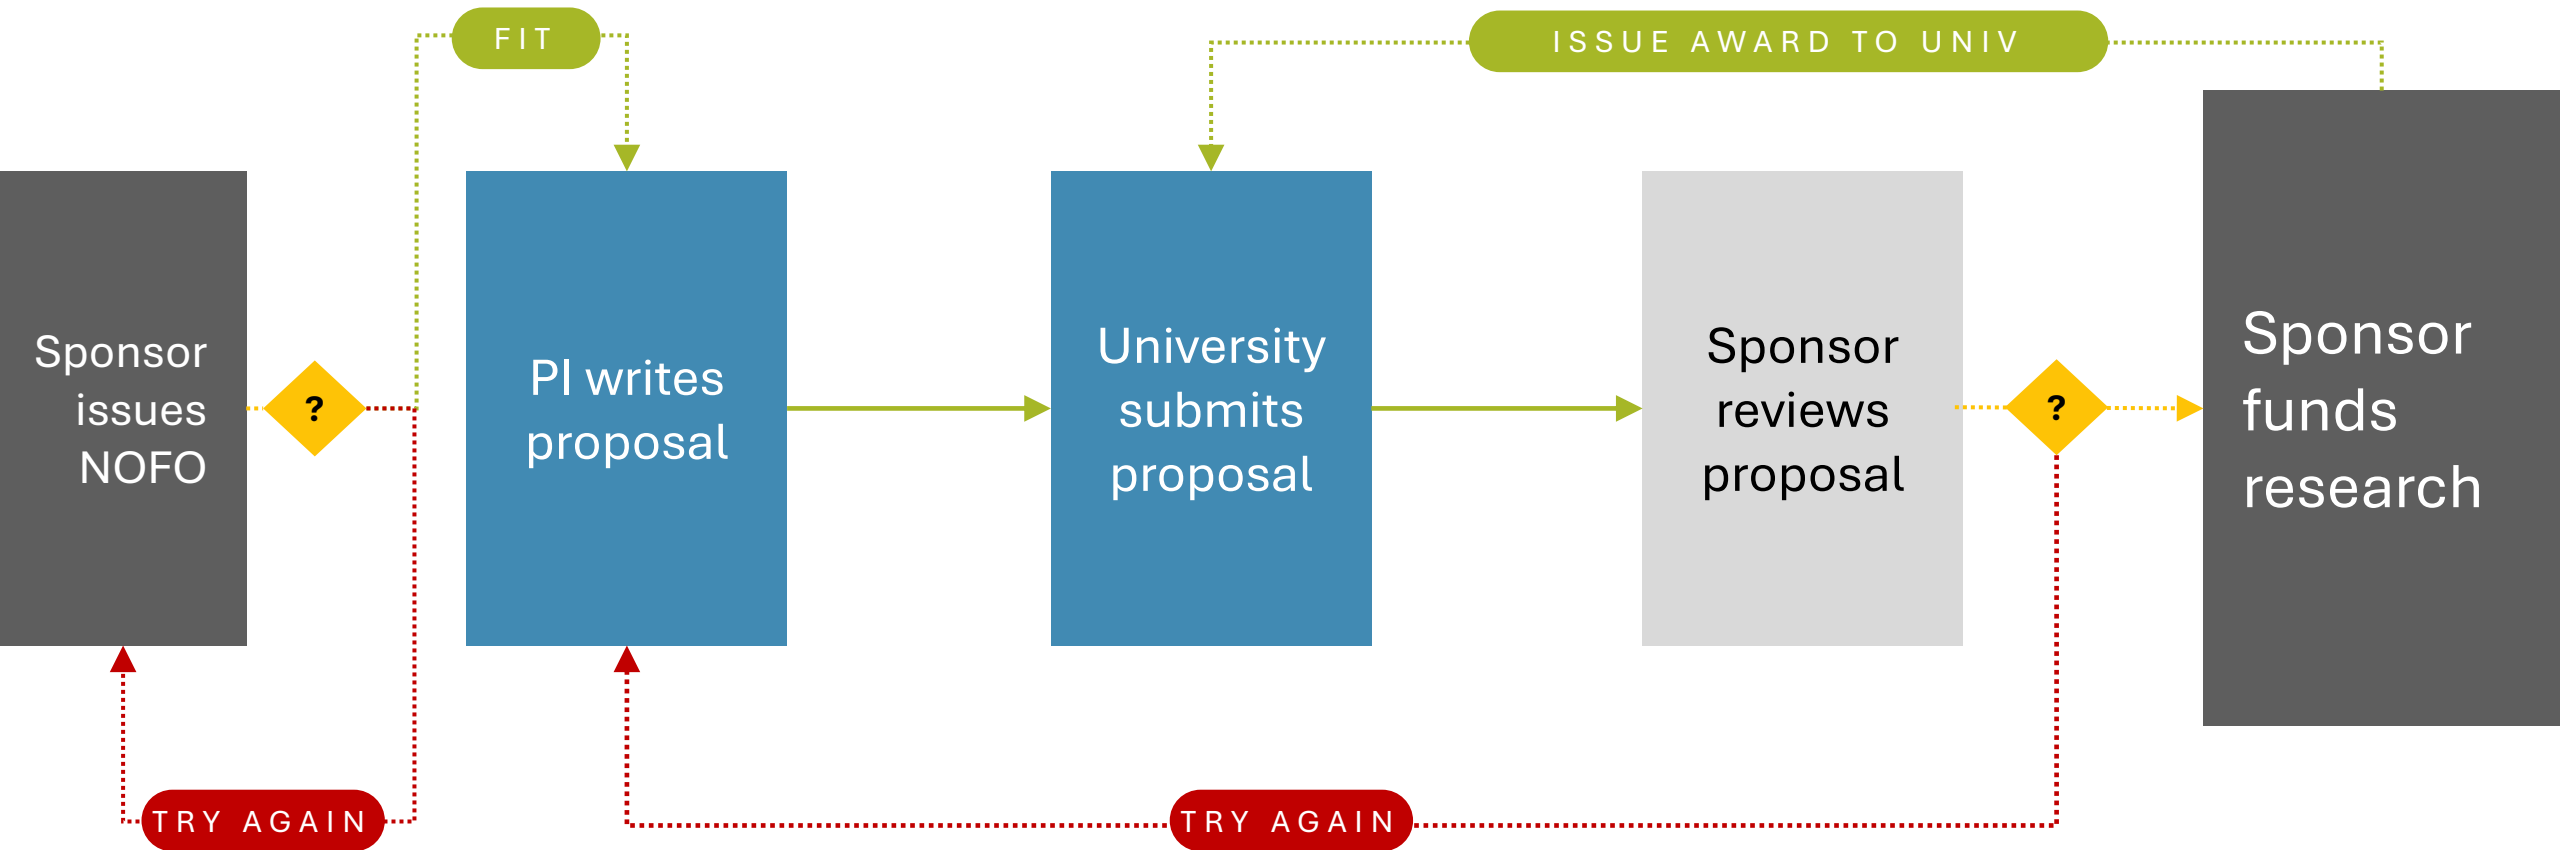 FIT
ISSUE AWARD TO UNIV
Sponsor
issues
NOFO
?
PI writes
proposal
University
submits
proposal
Sponsor
reviews
proposal
?
Sponsor
funds
research
TRY AGAIN
TRY AGAIN